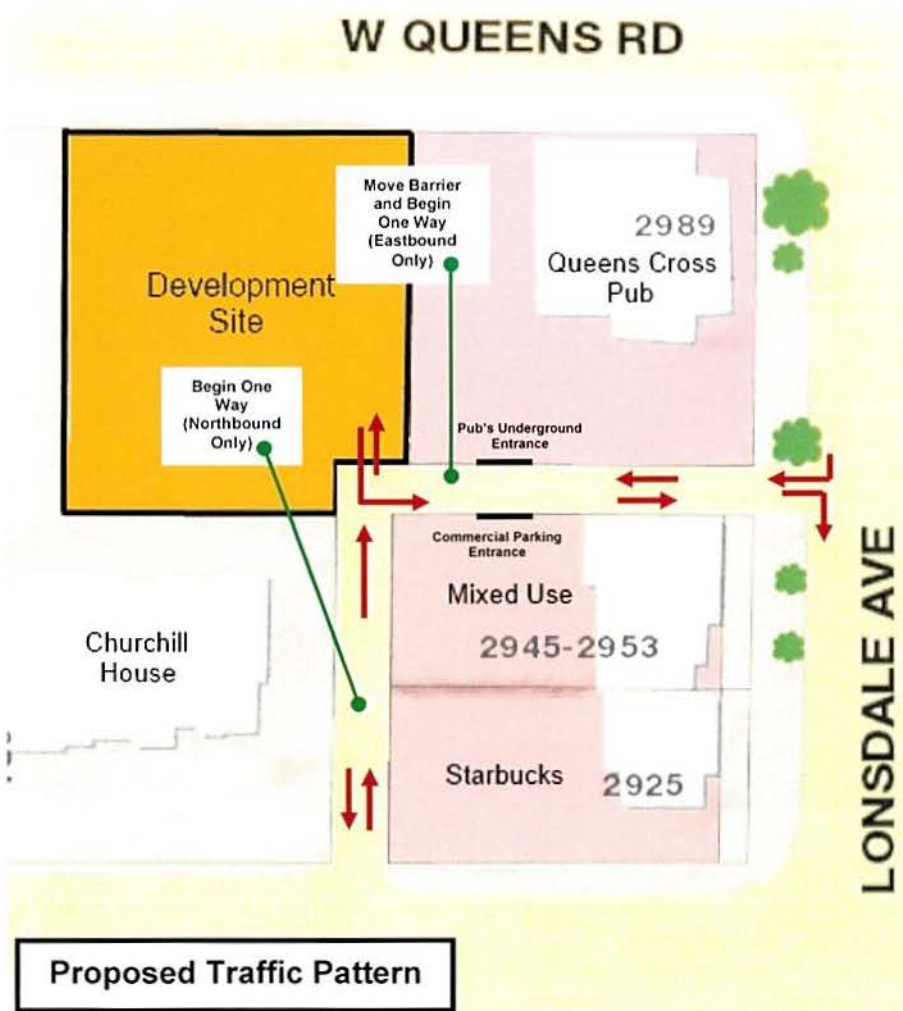 W QUEENS RD
Move Barrier
and Begin
One Way
(Eastbound
Only)
2989
Queens Cross
Pub
Development
Site
Begin One
Way
(Northbound
Only)
Pub's Underground
Entrance
Commercial Parking
Entrance
Mixed Use
2945-2953
Churchill
House
Starbucks
2925
LONSDALE AVE
Proposed Traffic Pattern